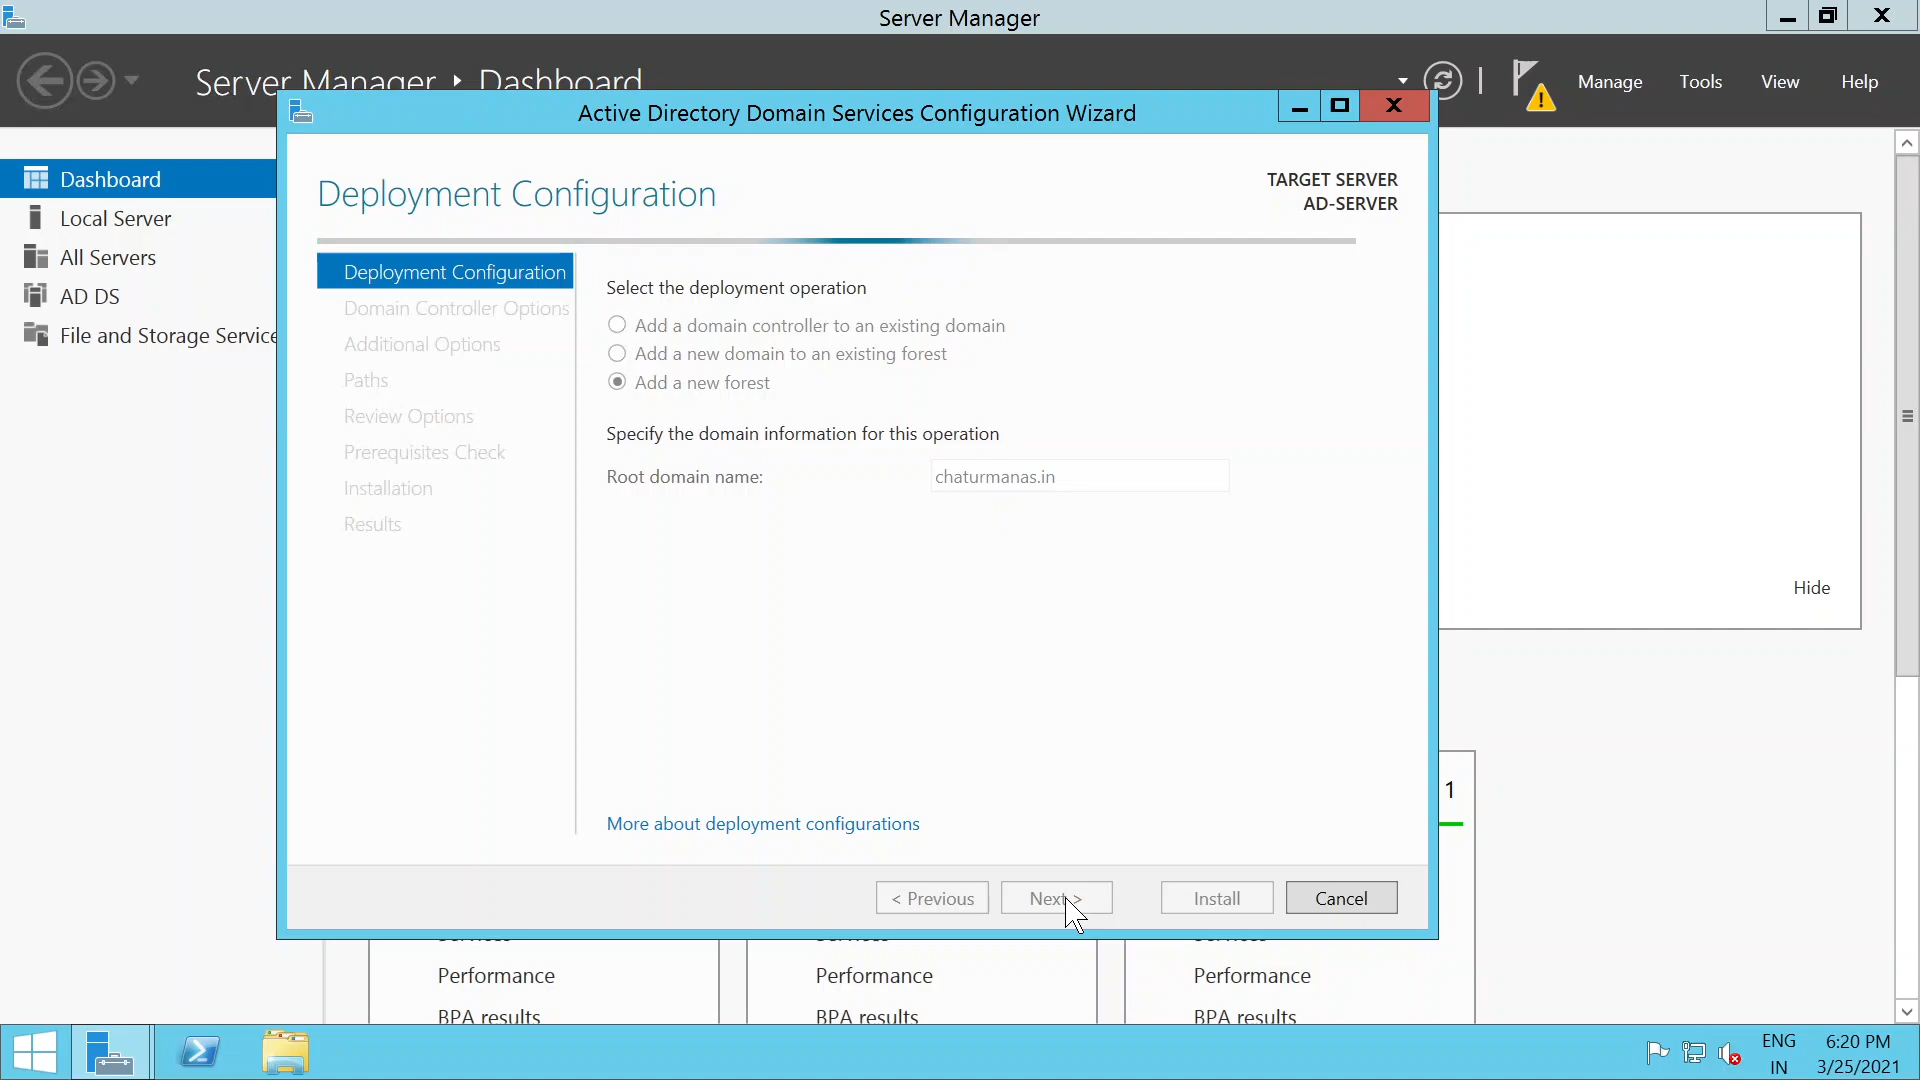 Server Manager
Server Manager ‣ Dashboard
Manage Tools View Help
Dashboard
Local Server
All Servers
AD DS
File and Storage Service
Active Directory Domain Services Configuration Wizard
Deployment Configuration
TARGET SERVER
AD-SERVER
Deployment Configuration
Domain Controller Options
Additional Options
Paths
Review Options
Prerequisites Check
Installation
Results
Select the deployment operation
Add a domain controller to an existing domain
Add a new domain to an existing forest
Add a new forest
Specify the domain information for this operation
Root domain name: chaturmanas.in
More about deployment configurations
< Previous Next > Install Cancel
Hide
1
Services Services Services
Performance Performance Performance
BPA results BPA results BPA results
ENG 6:20 PM
IN 3/25/2021